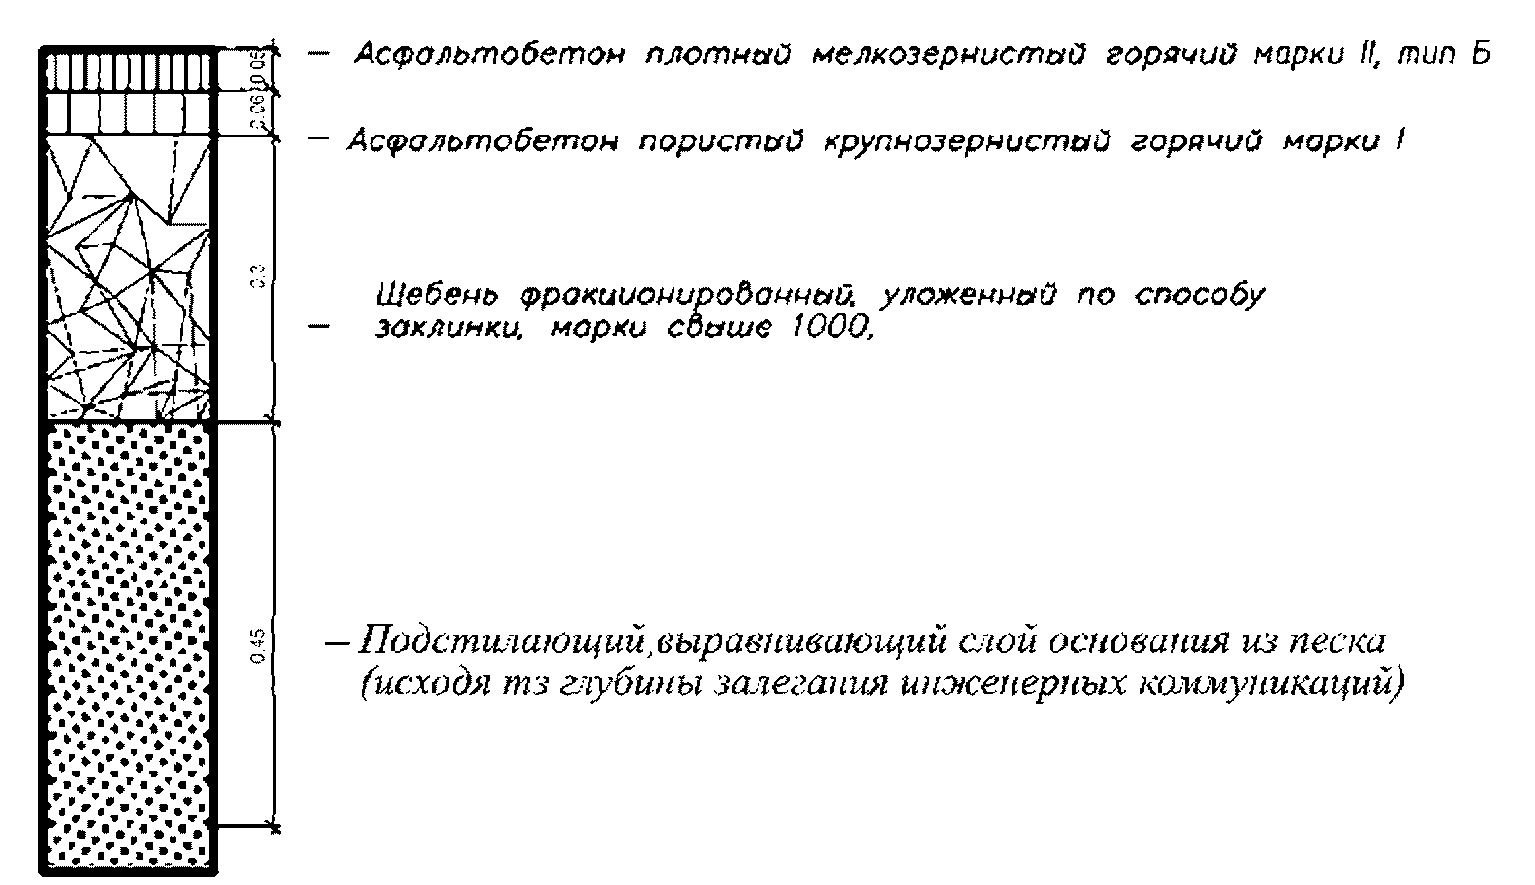 0.05
— Асфальтобетон плотный мелкозернистый горячий марки II, тип Б
0.06
— Асфальтобетон пористый крупнозернистый горячий марки I
0.3
Щебень фракционированный, уложенный по способу
— заклинки, марки свыше 1000,
0.45
— Подстилающий,выравнивающий слой основания из песка
(исходя тз глубины залегания инженерных коммуникаций)